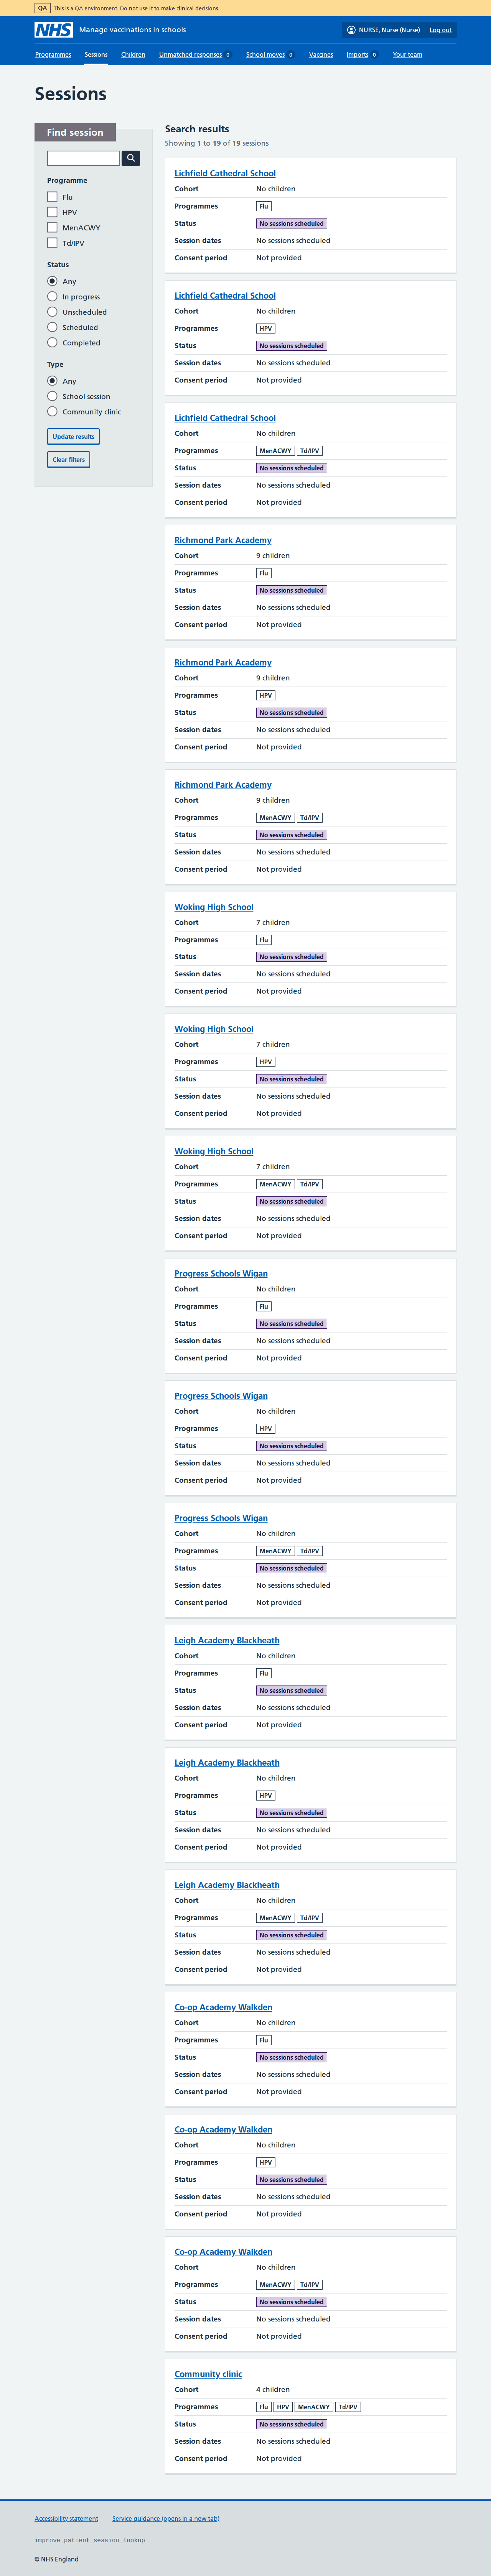 QA This is a QA environment. Do not use it to make clinical decisions.
NHS Manage vaccinations in schools NURSE, Nurse (Nurse) Log out
Programmes Sessions Children Unmatched responses 0 School moves 0 Vaccines Imports 0 Your team
Sessions
Find session
Programme
Flu
HPV
MenACWY
Td/IPV
Status
Any
In progress
Unscheduled
Scheduled
Completed
Type
Any
School session
Community clinic
Update results
Clear filters
Search results
Showing 1 to 19 of 19 sessions
Lichfield Cathedral School
Cohort No children
Programmes Flu
Status No sessions scheduled
Session dates No sessions scheduled
Consent period Not provided
Lichfield Cathedral School
Cohort No children
Programmes HPV
Status No sessions scheduled
Session dates No sessions scheduled
Consent period Not provided
Lichfield Cathedral School
Cohort No children
Programmes MenACWY Td/IPV
Status No sessions scheduled
Session dates No sessions scheduled
Consent period Not provided
Richmond Park Academy
Cohort 9 children
Programmes Flu
Status No sessions scheduled
Session dates No sessions scheduled
Consent period Not provided
Richmond Park Academy
Cohort 9 children
Programmes HPV
Status No sessions scheduled
Session dates No sessions scheduled
Consent period Not provided
Richmond Park Academy
Cohort 9 children
Programmes MenACWY Td/IPV
Status No sessions scheduled
Session dates No sessions scheduled
Consent period Not provided
Woking High School
Cohort 7 children
Programmes Flu
Status No sessions scheduled
Session dates No sessions scheduled
Consent period Not provided
Woking High School
Cohort 7 children
Programmes HPV
Status No sessions scheduled
Session dates No sessions scheduled
Consent period Not provided
Woking High School
Cohort 7 children
Programmes MenACWY Td/IPV
Status No sessions scheduled
Session dates No sessions scheduled
Consent period Not provided
Progress Schools Wigan
Cohort No children
Programmes Flu
Status No sessions scheduled
Session dates No sessions scheduled
Consent period Not provided
Progress Schools Wigan
Cohort No children
Programmes HPV
Status No sessions scheduled
Session dates No sessions scheduled
Consent period Not provided
Progress Schools Wigan
Cohort No children
Programmes MenACWY Td/IPV
Status No sessions scheduled
Session dates No sessions scheduled
Consent period Not provided
Leigh Academy Blackheath
Cohort No children
Programmes Flu
Status No sessions scheduled
Session dates No sessions scheduled
Consent period Not provided
Leigh Academy Blackheath
Cohort No children
Programmes HPV
Status No sessions scheduled
Session dates No sessions scheduled
Consent period Not provided
Leigh Academy Blackheath
Cohort No children
Programmes MenACWY Td/IPV
Status No sessions scheduled
Session dates No sessions scheduled
Consent period Not provided
Co-op Academy Walkden
Cohort No children
Programmes Flu
Status No sessions scheduled
Session dates No sessions scheduled
Consent period Not provided
Co-op Academy Walkden
Cohort No children
Programmes HPV
Status No sessions scheduled
Session dates No sessions scheduled
Consent period Not provided
Co-op Academy Walkden
Cohort No children
Programmes MenACWY Td/IPV
Status No sessions scheduled
Session dates No sessions scheduled
Consent period Not provided
Community clinic
Cohort 4 children
Programmes Flu HPV MenACWY Td/IPV
Status No sessions scheduled
Session dates No sessions scheduled
Consent period Not provided
Accessibility statement Service guidance (opens in a new tab)
improve_patient_session_lookup
© NHS England